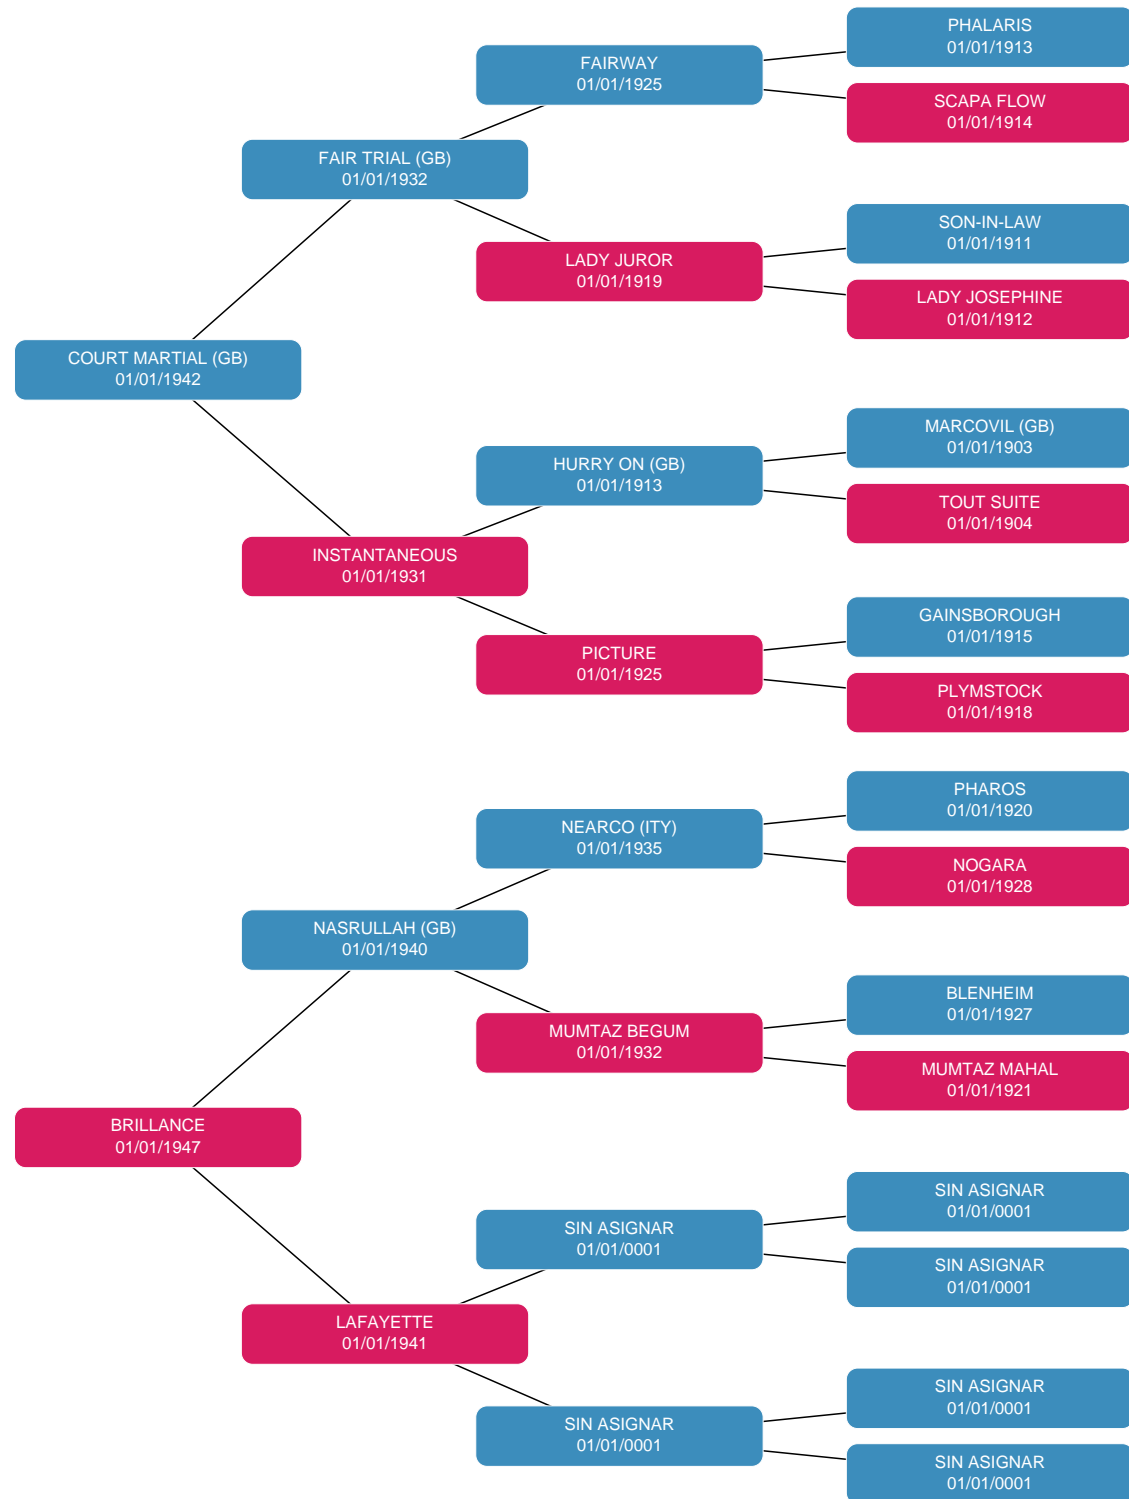 PHALARIS
01/01/1913
FAIRWAY
01/01/1925
SCAPA FLOW
01/01/1914
FAIR TRIAL (GB)
01/01/1932
SON-IN-LAW
01/01/1911
LADY JUROR
01/01/1919
LADY JOSEPHINE
01/01/1912
COURT MARTIAL (GB)
01/01/1942
MARCOVIL (GB)
01/01/1903
HURRY ON (GB)
01/01/1913
TOUT SUITE
01/01/1904
INSTANTANEOUS
01/01/1931
GAINSBOROUGH
01/01/1915
PICTURE
01/01/1925
PLYMSTOCK
01/01/1918
PHAROS
01/01/1920
NEARCO (ITY)
01/01/1935
NOGARA
01/01/1928
NASRULLAH (GB)
01/01/1940
BLENHEIM
01/01/1927
MUMTAZ BEGUM
01/01/1932
MUMTAZ MAHAL
01/01/1921
BRILLANCE
01/01/1947
SIN ASIGNAR
01/01/0001
SIN ASIGNAR
01/01/0001
SIN ASIGNAR
01/01/0001
LAFAYETTE
01/01/1941
SIN ASIGNAR
01/01/0001
SIN ASIGNAR
01/01/0001
SIN ASIGNAR
01/01/0001